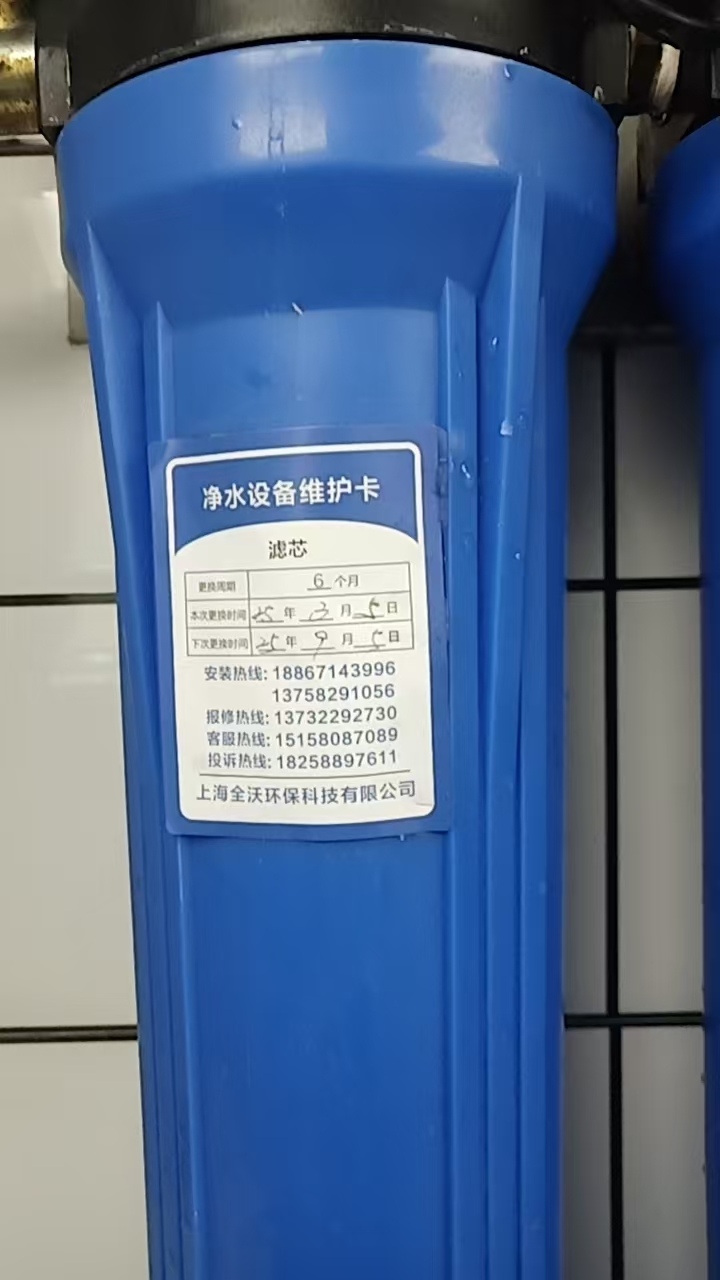 净水设备维护卡
滤芯
更换周期 6 个月
本次更换时间 25 年 3 月 5 日
下次更换时间 25 年 9 月 5 日
安装热线: 18867143996
13758291056
报修热线: 13732292730
客服热线: 15158087089
投诉热线: 18258897611
上海全沃环保科技有限公司